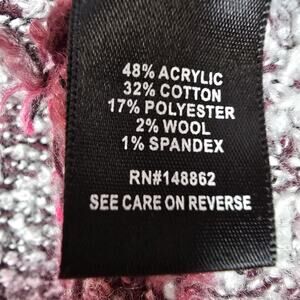 48% ACRYLIC
32% COTTON
17% POLYESTER
2% WOOL
1% SPANDEX
RN#148862
SEE CARE ON REVERSE